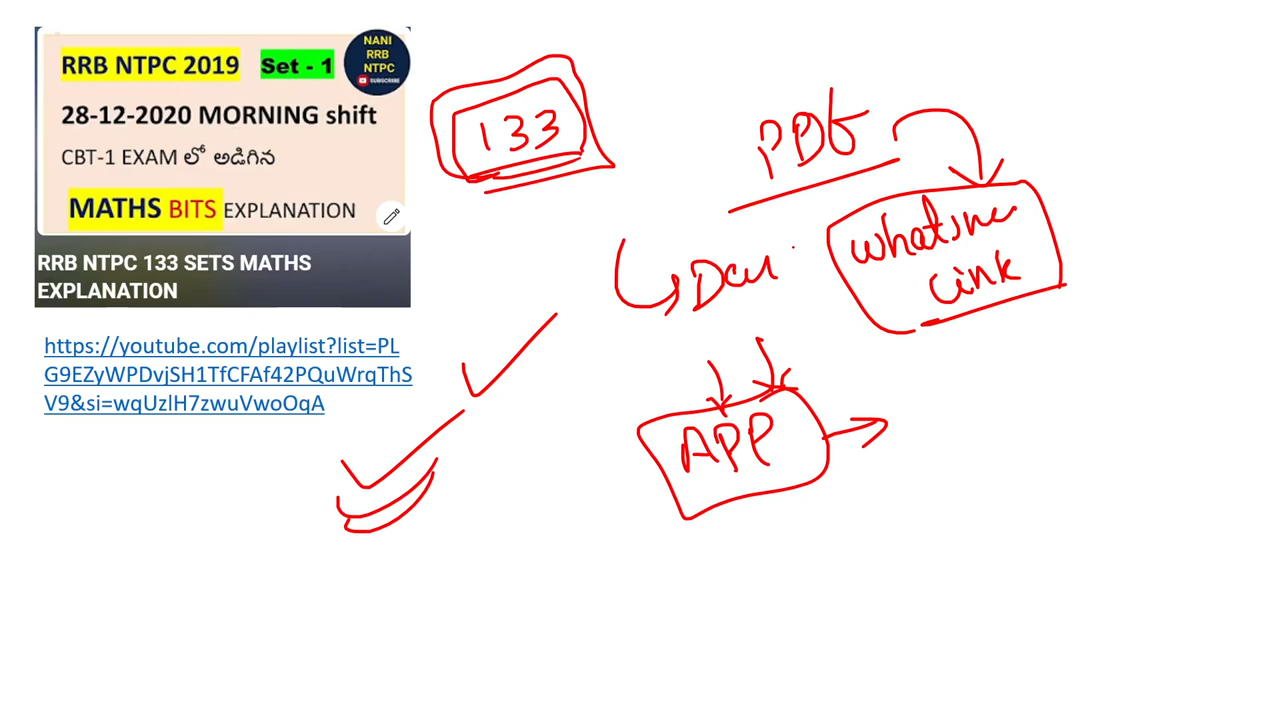 RRB NTPC 2019 Set - 1
NANI
RRB
NTPC
SUBSCRIBE
28-12-2020 MORNING shift
CBT-1 EXAM లో అడిగిన
MATHS BITS EXPLANATION
RRB NTPC 133 SETS MATHS
EXPLANATION
https://youtube.com/playlist?list=PL
G9EZyWPDvjSH1TfCFAf42PQuWrqThS
V9&si=wqUzlH7zwuVwoOqA
133
PDF
link
APP